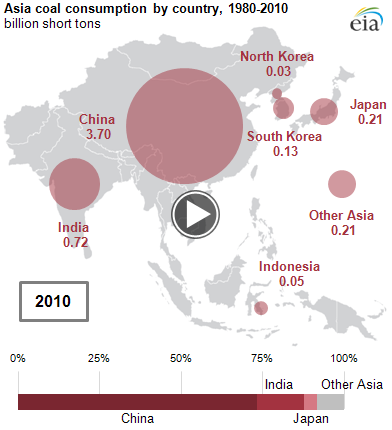 Asia coal consumption by country, 1980-2010
billion short tons
eia
North Korea
0.03
China
3.70
Japan
0.21
South Korea
0.13
India
0.72
Other Asia
0.21
Indonesia
0.05
2010
0% 25% 50% 75% 100%
India Other Asia
China Japan